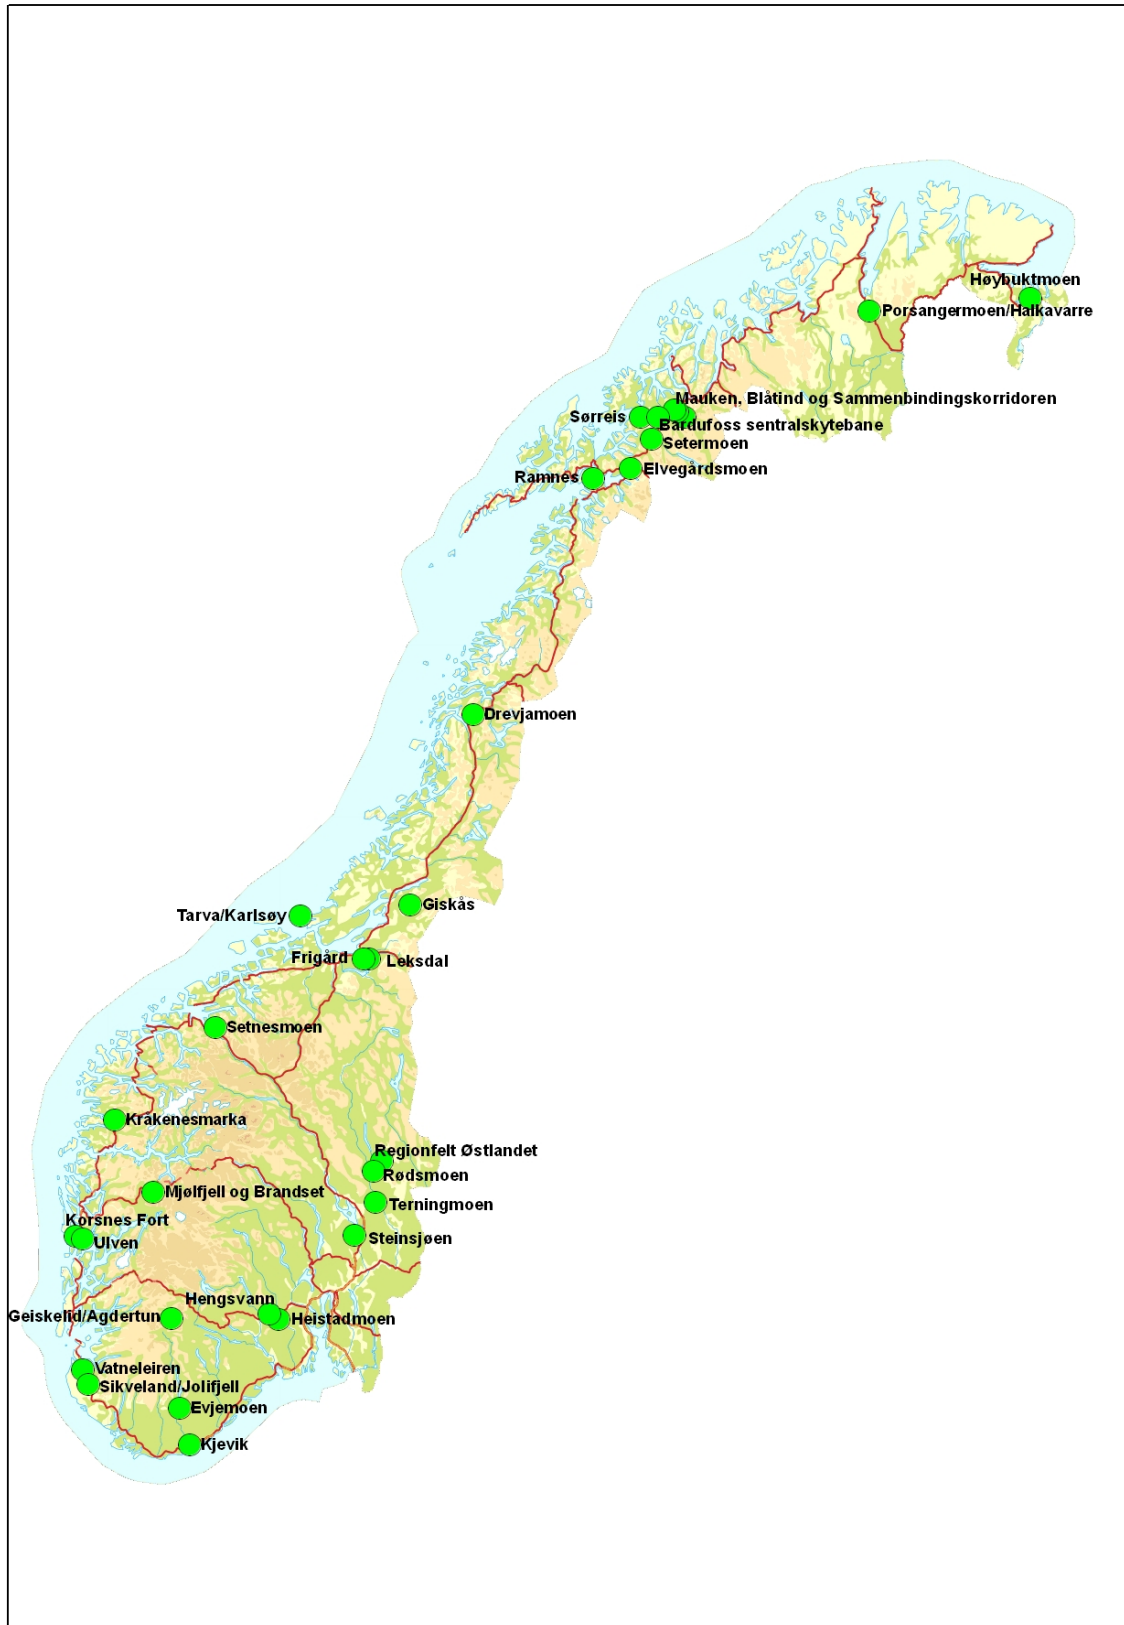 Høybuktmoen
Porsangermoen/Halkavarre
Mauken, Blåtind og Sammenbindingskorridoren
Sørreis
Bardufoss sentralskytebane
Setermoen
Elvegårdsmoen
Ramnes
Drevjamoen
Giskås
Tarva/Karlsøy
Frigård
Leksdal
Setnesmoen
Kråkenesmarka
Regionfelt Østlandet
Rødsmoen
Mjølfjell og Brandset
Terningmoen
Korsnes Fort
Ulven
Steinsjøen
Hengsvann
Geiskelid/Agdertun
Heistadmoen
Vatneleiren
Sikveland/Jolifjell
Evjemoen
Kjevik